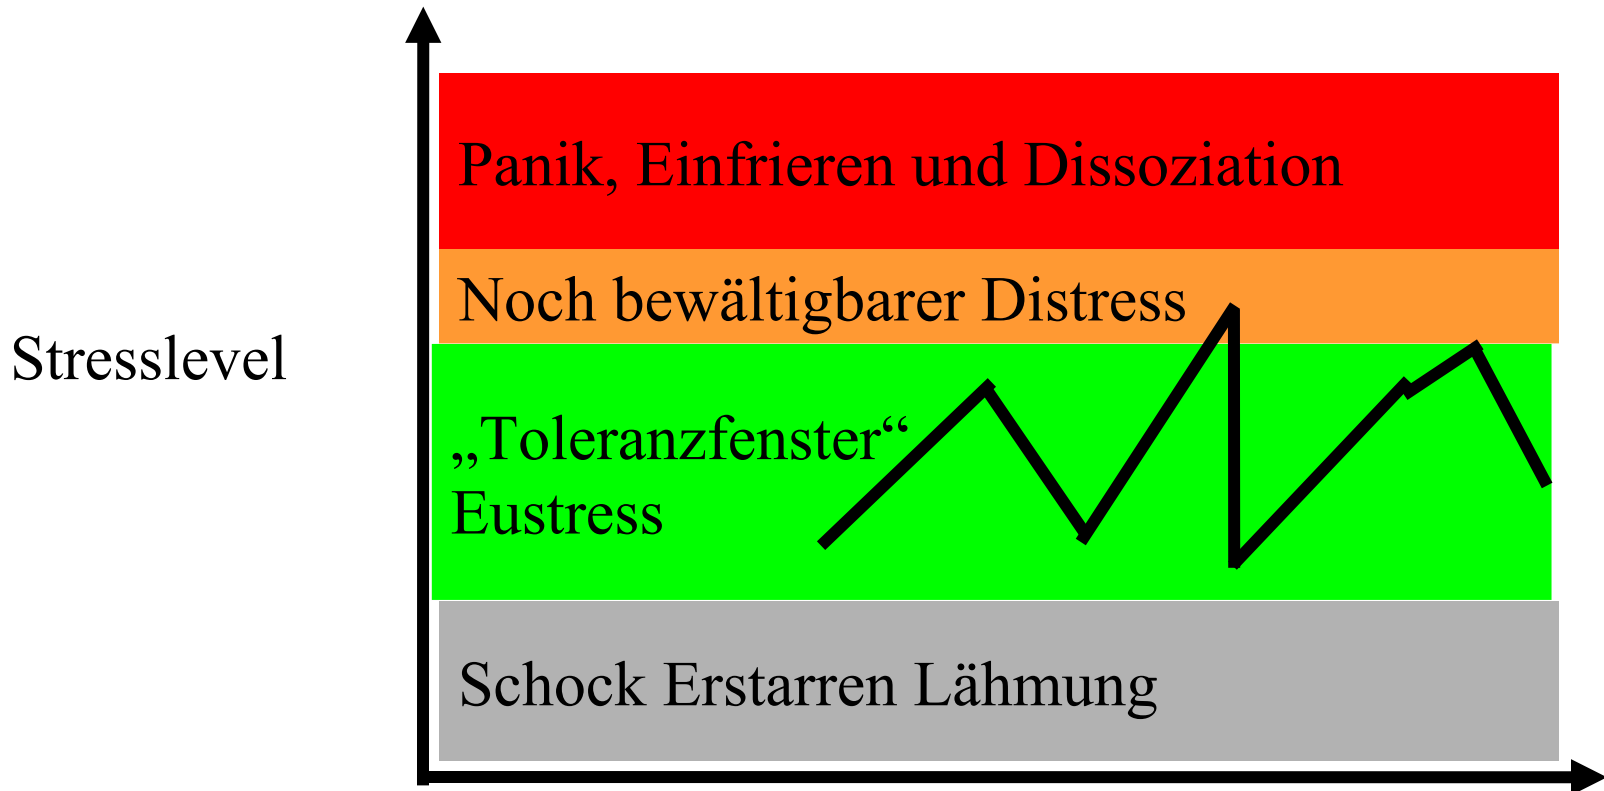 Panik, Einfrieren und Dissoziation
Noch bewältigbarer Distress
Stresslevel
„Toleranzfenster“
Eustress
Schock Erstarren Lähmung